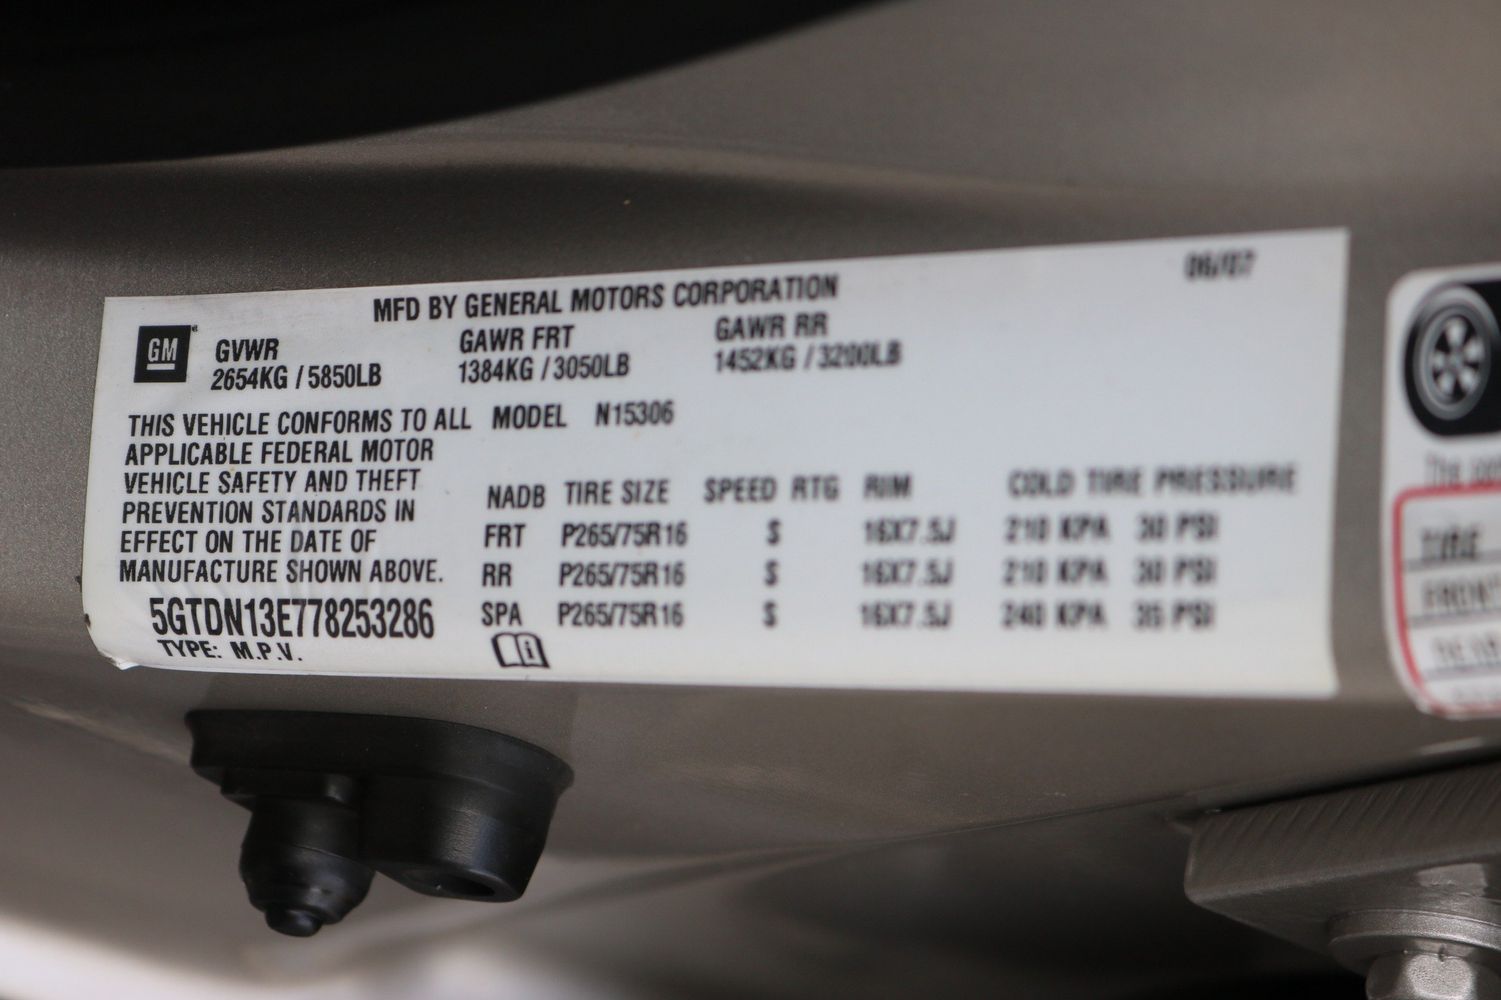 06/07
MFD BY GENERAL MOTORS CORPORATION
GM GVWR GAWR FRT GAWR RR
2654KG / 5850LB 1384KG / 3050LB 1452KG / 3200LB
THIS VEHICLE CONFORMS TO ALL MODEL N15306
APPLICABLE FEDERAL MOTOR
VEHICLE SAFETY AND THEFT
PREVENTION STANDARDS IN
EFFECT ON THE DATE OF
MANUFACTURE SHOWN ABOVE.
NADB TIRE SIZE SPEED RTG RIM COLD TIRE PRESSURE
FRT P265/75R16 S 16X7.5J 210 KPA 30 PSI
RR P265/75R16 S 16X7.5J 210 KPA 30 PSI
SPA P265/75R16 S 16X7.5J 240 KPA 35 PSI
5GTDN13E778253286
TYPE: M.P.V.
i
The
TIRE
FRONT